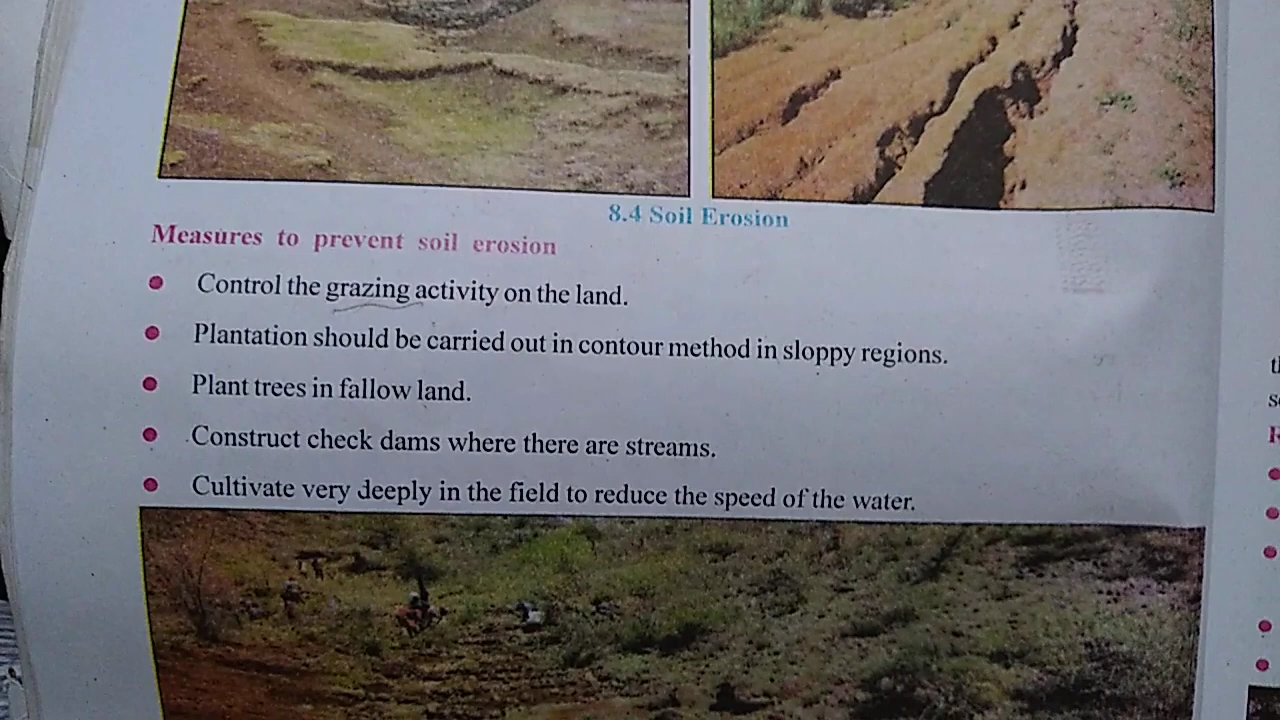 8.4 Soil Erosion
Measures to prevent soil erosion
Control the grazing activity on the land.
Plantation should be carried out in contour method in sloppy regions.
Plant trees in fallow land.
Construct check dams where there are streams.
Cultivate very deeply in the field to reduce the speed of the water.